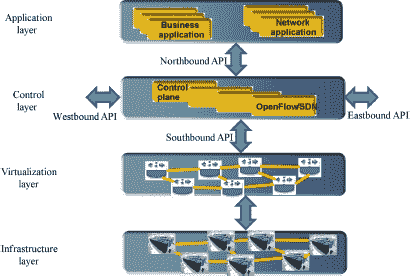 Application
layer
Business
application
Network
application
Northbound API
Control
layer
Control
plane
OpenFlow/SDN
Westbound API
Eastbound API
Southbound API
Virtualization
layer
Infrastructure
layer